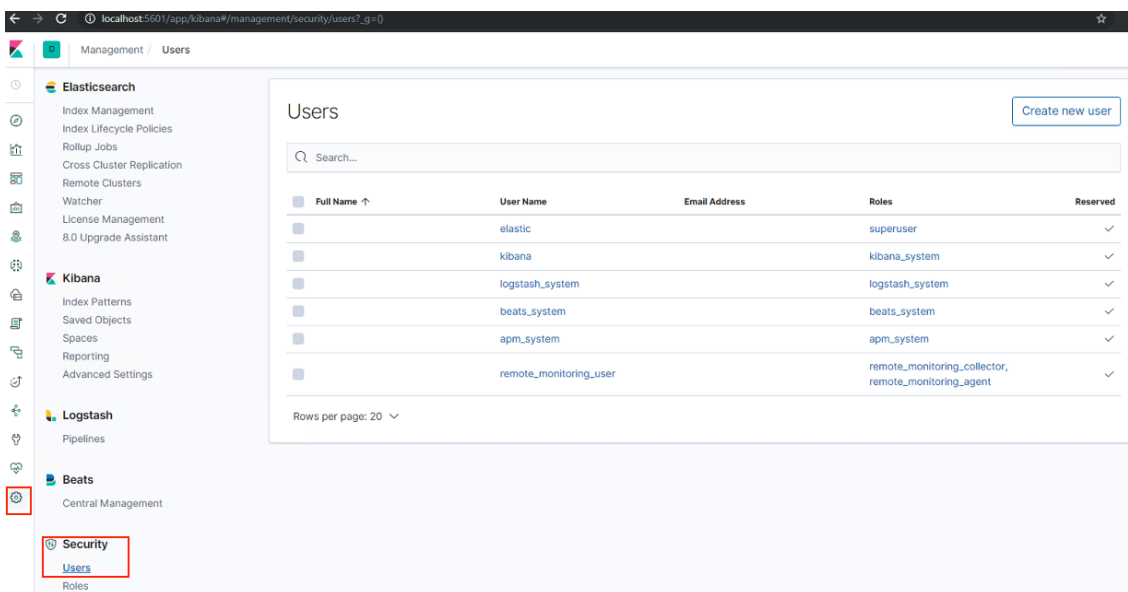 localhost:5601/app/kibana#/management/security/users?_g=()
D Management / Users
Elasticsearch
Index Management
Index Lifecycle Policies
Rollup Jobs
Cross Cluster Replication
Remote Clusters
Watcher
License Management
8.0 Upgrade Assistant
Kibana
Index Patterns
Saved Objects
Spaces
Reporting
Advanced Settings
Logstash
Pipelines
Beats
Central Management
Security
Users
Roles
Users
Create new user
Search...
Full Name User Name Email Address Roles Reserved
elastic superuser
kibana kibana_system
logstash_system logstash_system
beats_system beats_system
apm_system apm_system
remote_monitoring_user remote_monitoring_collector,
remote_monitoring_agent
Rows per page: 20